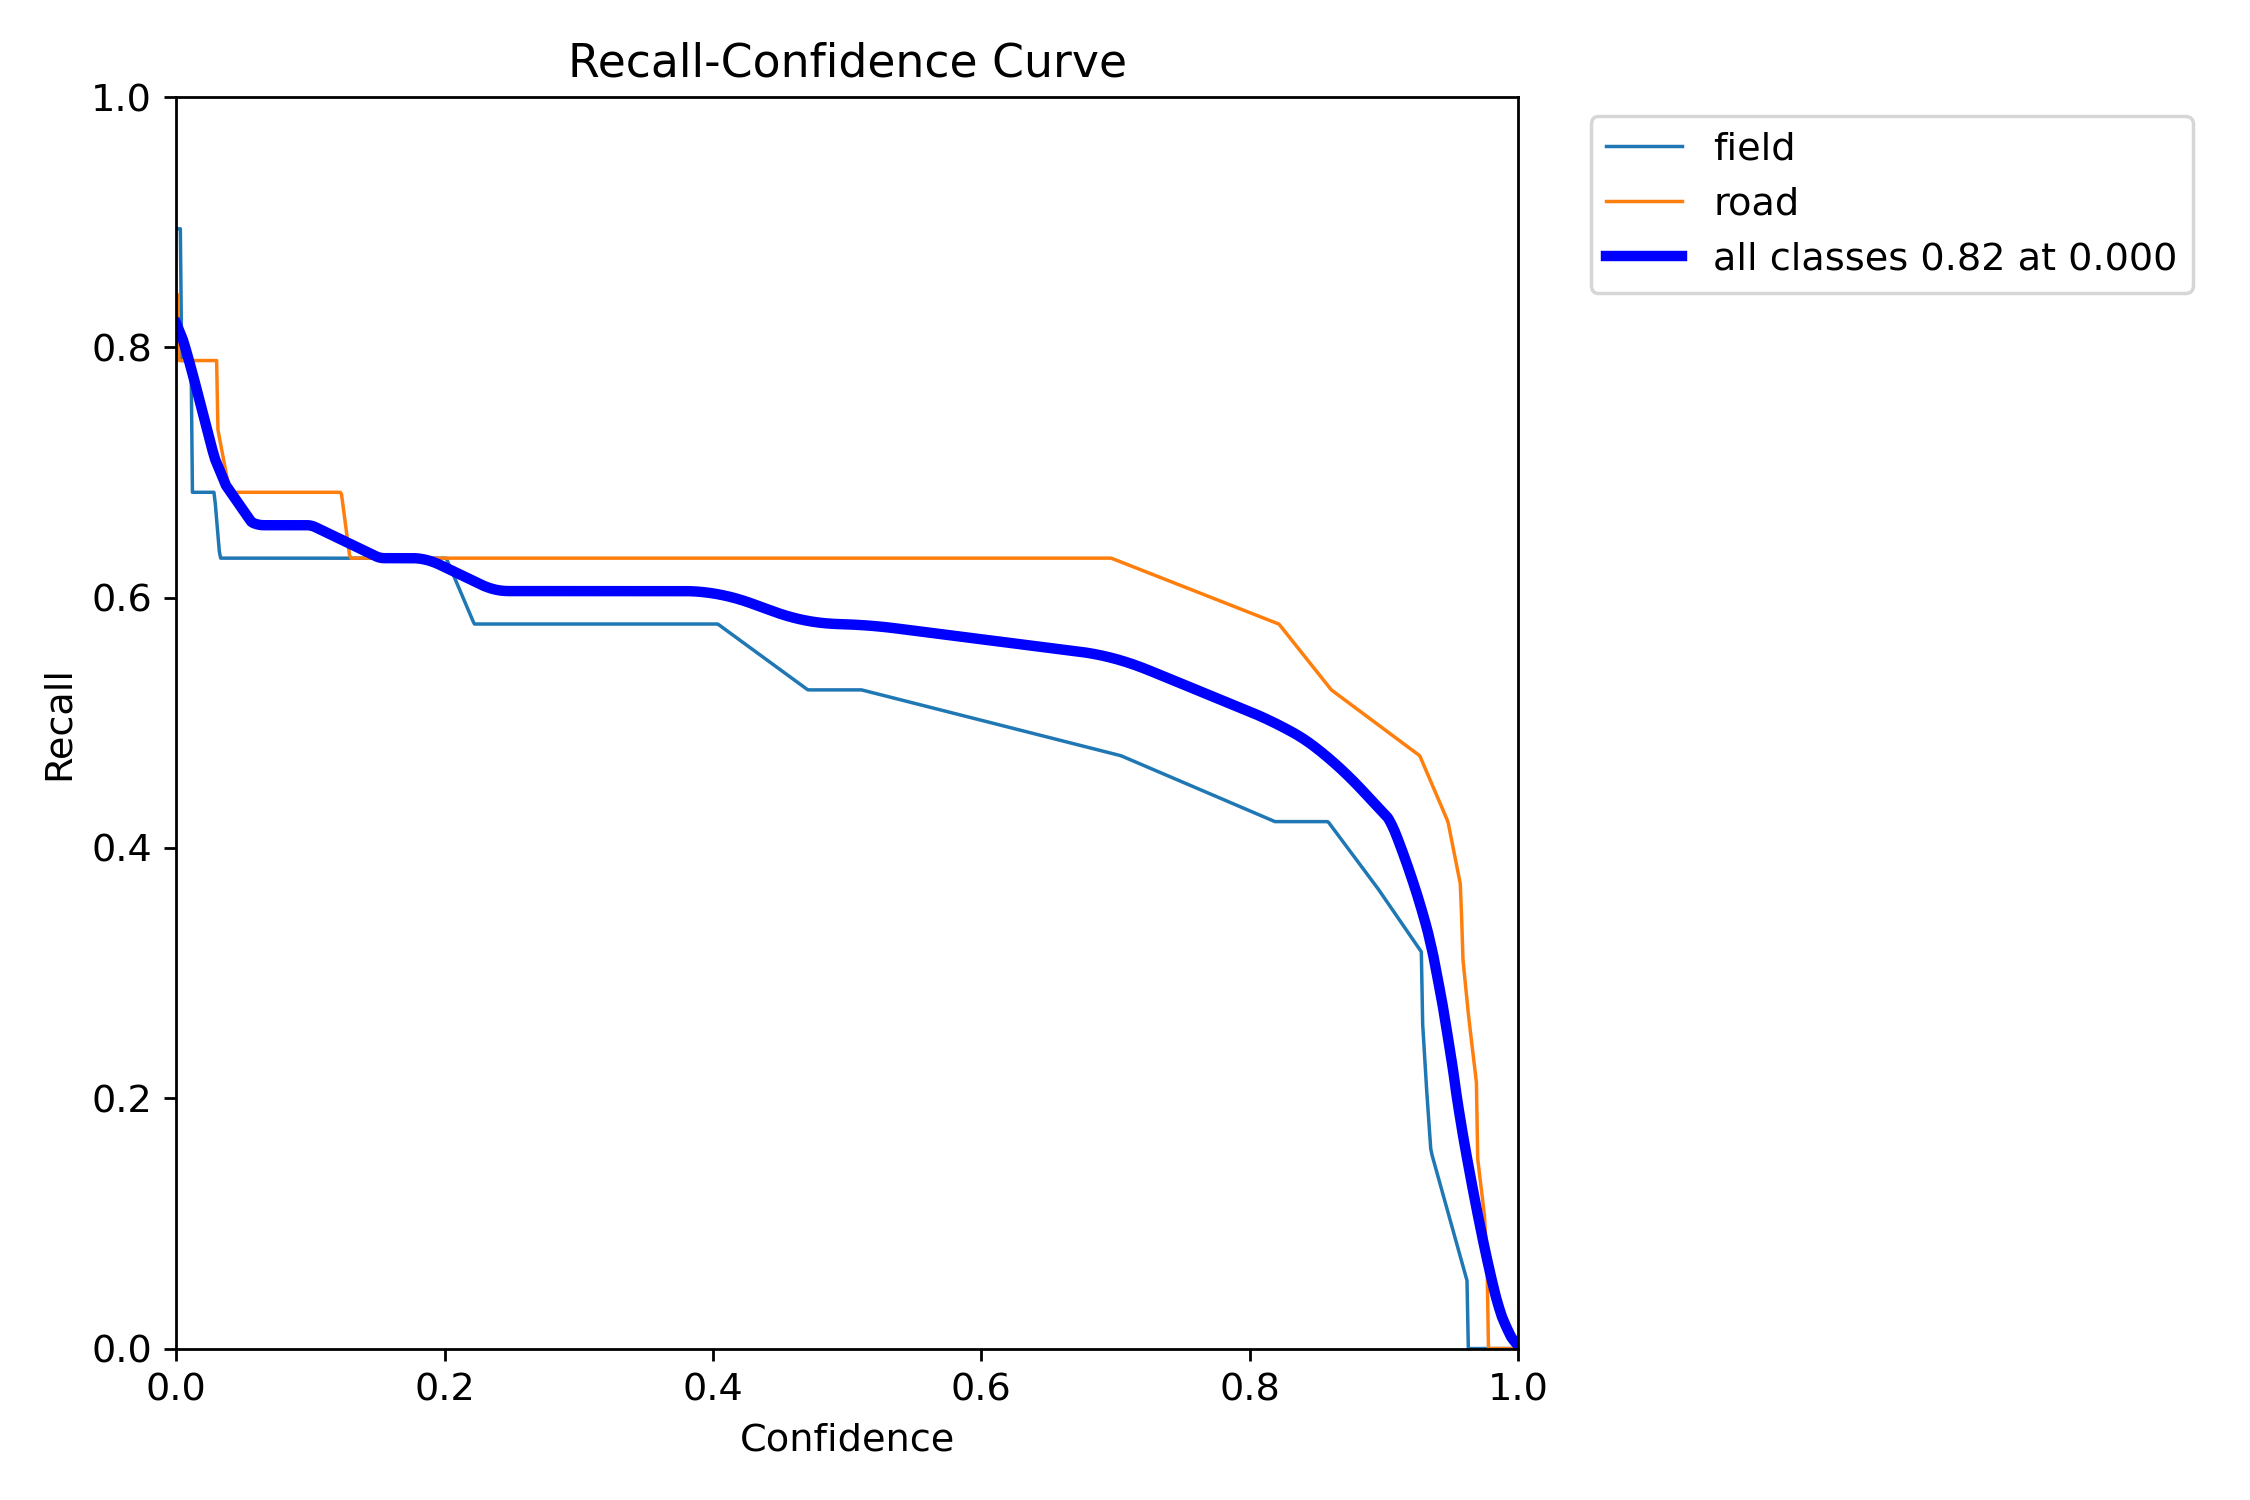 Recall-Confidence Curve
1.0
0.8
0.6
0.4
0.2
0.0
Recall
0.0 0.2 0.4 0.6 0.8 1.0
Confidence
field
road
all classes 0.82 at 0.000